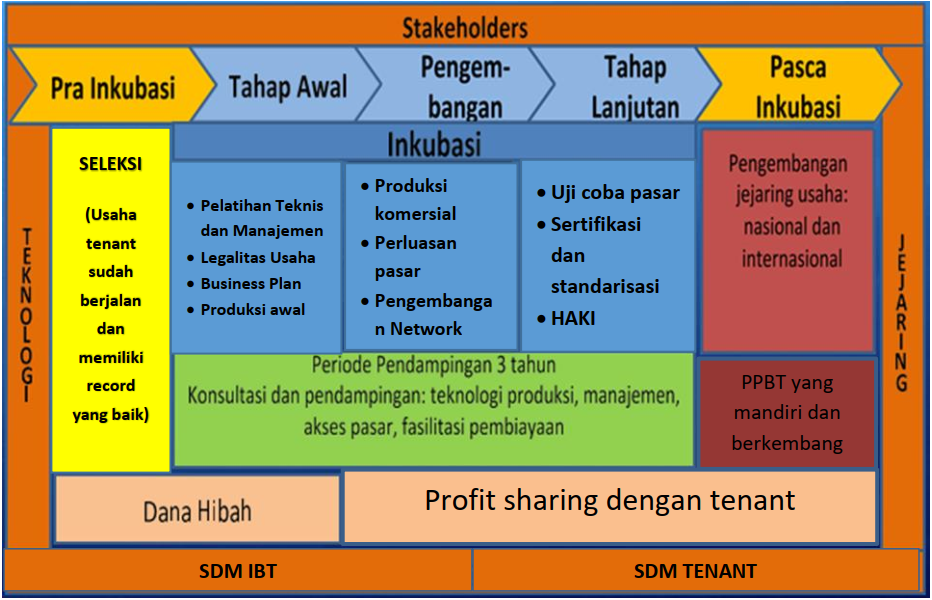 Stakeholders
Pra Inkubasi
Tahap Awal
Pengem-
bangan
Tahap
Lanjutan
Pasca
Inkubasi
TEKNOLOGI
SELEKSI
(Usaha
tenant
sudah
berjalan
dan
memiliki
record
yang baik)
Inkubasi
• Pelatihan Teknis
dan Manajemen
• Legalitas Usaha
• Business Plan
• Produksi awal
• Produksi
komersial
• Perluasan
pasar
• Pengembanga
n Network
• Uji coba pasar
• Sertifikasi
dan
standarisasi
• HAKI
Pengembangan
jejaring usaha:
nasional dan
internasional
JEJARING
Periode Pendampingan 3 tahun
Konsultasi dan pendampingan: teknologi produksi, manajemen,
akses pasar, fasilitasi pembiayaan
PPBT yang
mandiri dan
berkembang
Dana Hibah
Profit sharing dengan tenant
SDM IBT
SDM TENANT